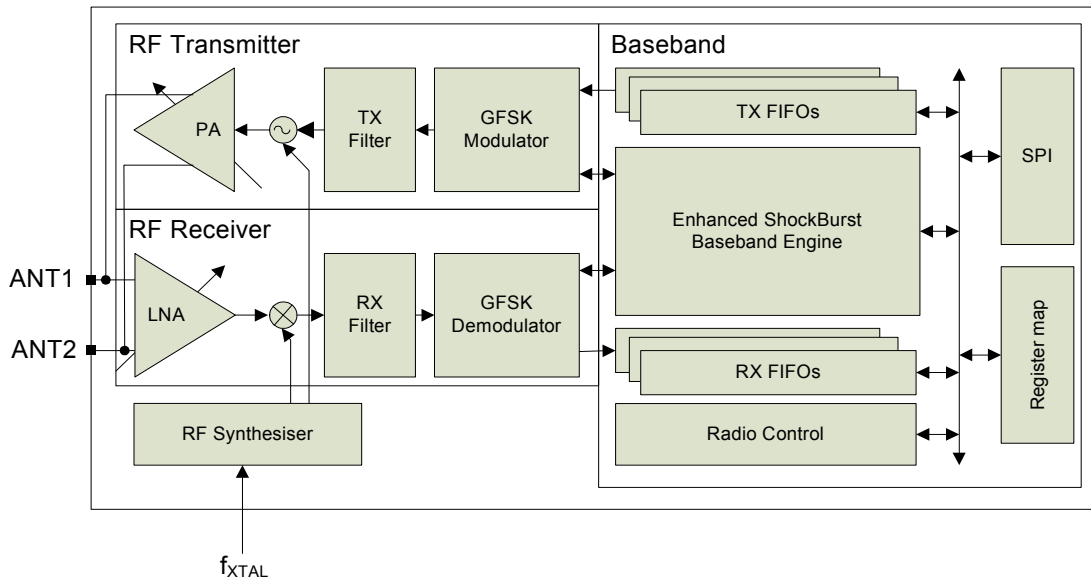 RF Transmitter
Baseband
PA
TX
Filter
GFSK
Modulator
TX FIFOs
SPI
Enhanced ShockBurst
Baseband Engine
RF Receiver
ANT1
ANT2
LNA
RX
Filter
GFSK
Demodulator
RX FIFOs
Register map
Radio Control
RF Synthesiser
fXTAL